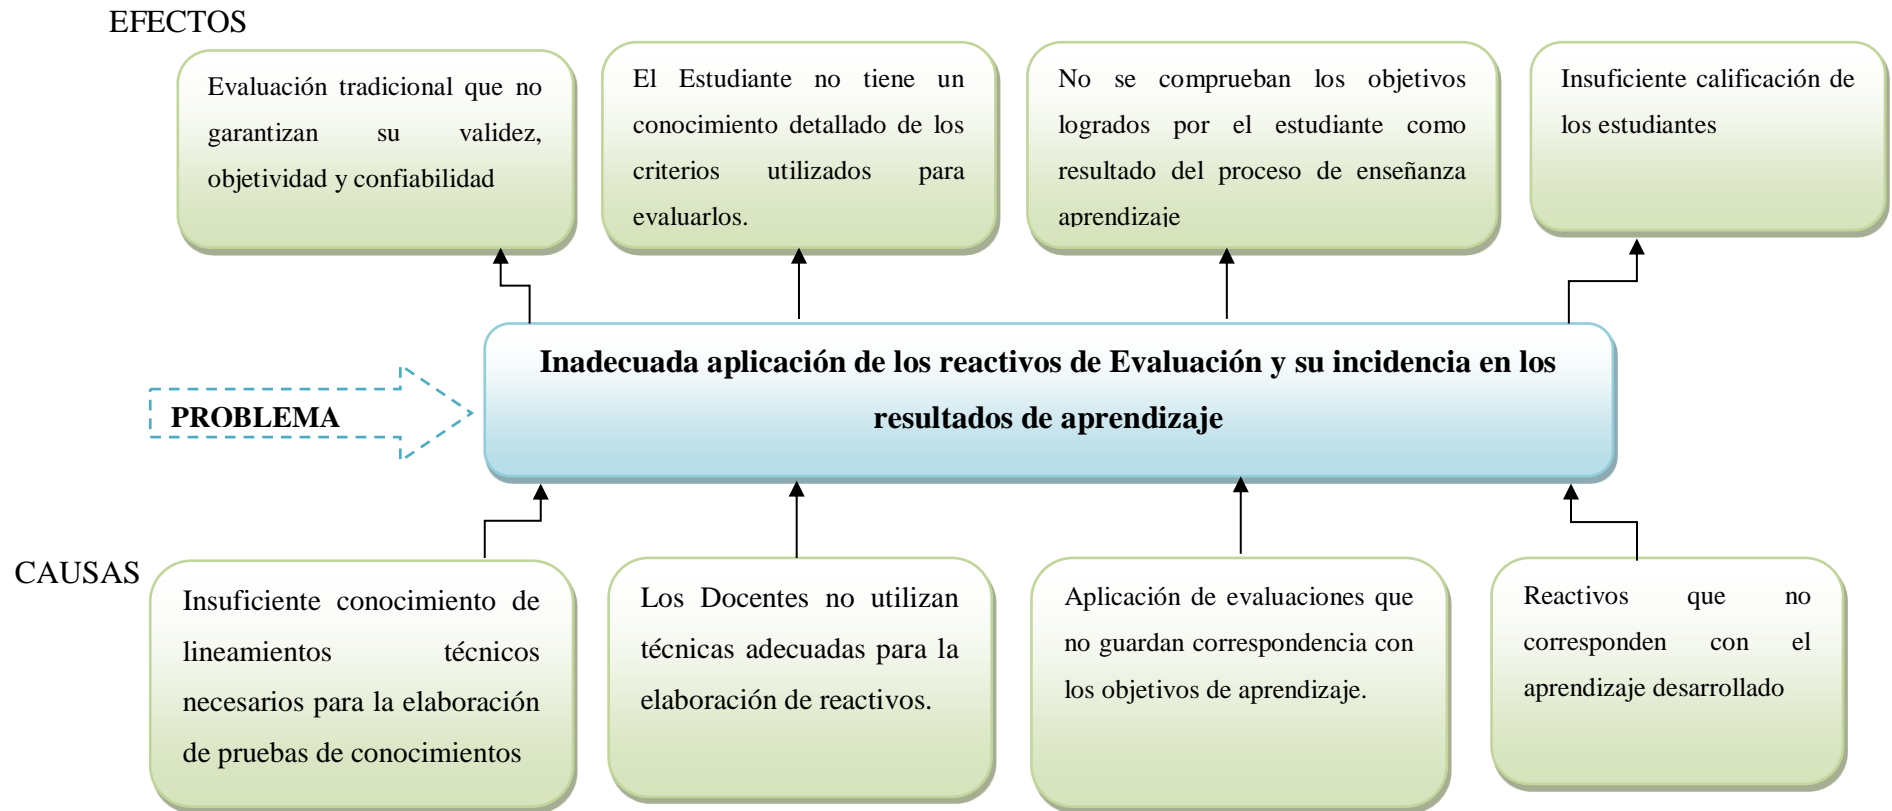 EFECTOS
Evaluación tradicional que no
garantizan su validez,
objetividad y confiabilidad
El Estudiante no tiene un
conocimiento detallado de los
criterios utilizados para
evaluarlos.
No se comprueban los objetivos
logrados por el estudiante como
resultado del proceso de enseñanza
aprendizaje
Insuficiente calificación de
los estudiantes
PROBLEMA
Inadecuada aplicación de los reactivos de Evaluación y su incidencia en los
resultados de aprendizaje
CAUSAS
Insuficiente conocimiento de
lineamientos técnicos
necesarios para la elaboración
de pruebas de conocimientos
Los Docentes no utilizan
técnicas adecuadas para la
elaboración de reactivos.
Aplicación de evaluaciones que
no guardan correspondencia con
los objetivos de aprendizaje.
Reactivos que no
corresponden con el
aprendizaje desarrollado